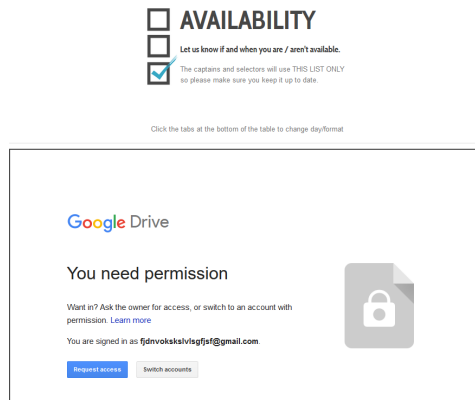 AVAILABILITY
Let us know if and when you are / aren't available.
The captains and selectors will use THIS LIST ONLY
so please make sure you keep it up to date.
Click the tabs at the bottom of the table to change day/format
Google Drive
You need permission
Want in? Ask the owner for access, or switch to an account with
permission. Learn more
You are signed in as fjdnvokskslvlsgfjsf@gmail.com.
Request access Switch accounts